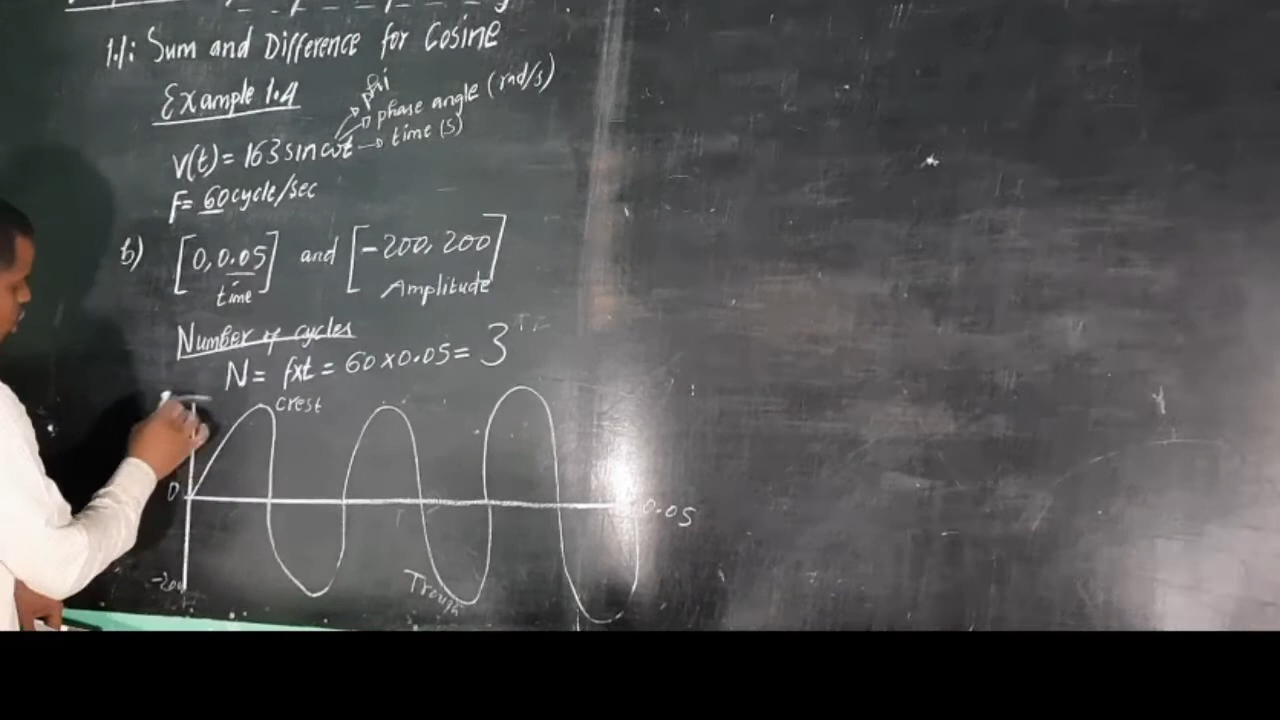 1.1: Sum and Difference for Cosine
Example 1.4
phi
phase angle (rad/s)
V(t) = 163 sin ωt → time (s)
F = 60 cycle/sec
b) [0, 0.05] and [-200, 200]
time Amplitude
Number of cycles
N = fxt = 60 x 0.05 = 3
crest
0
0.05
-200
Trough